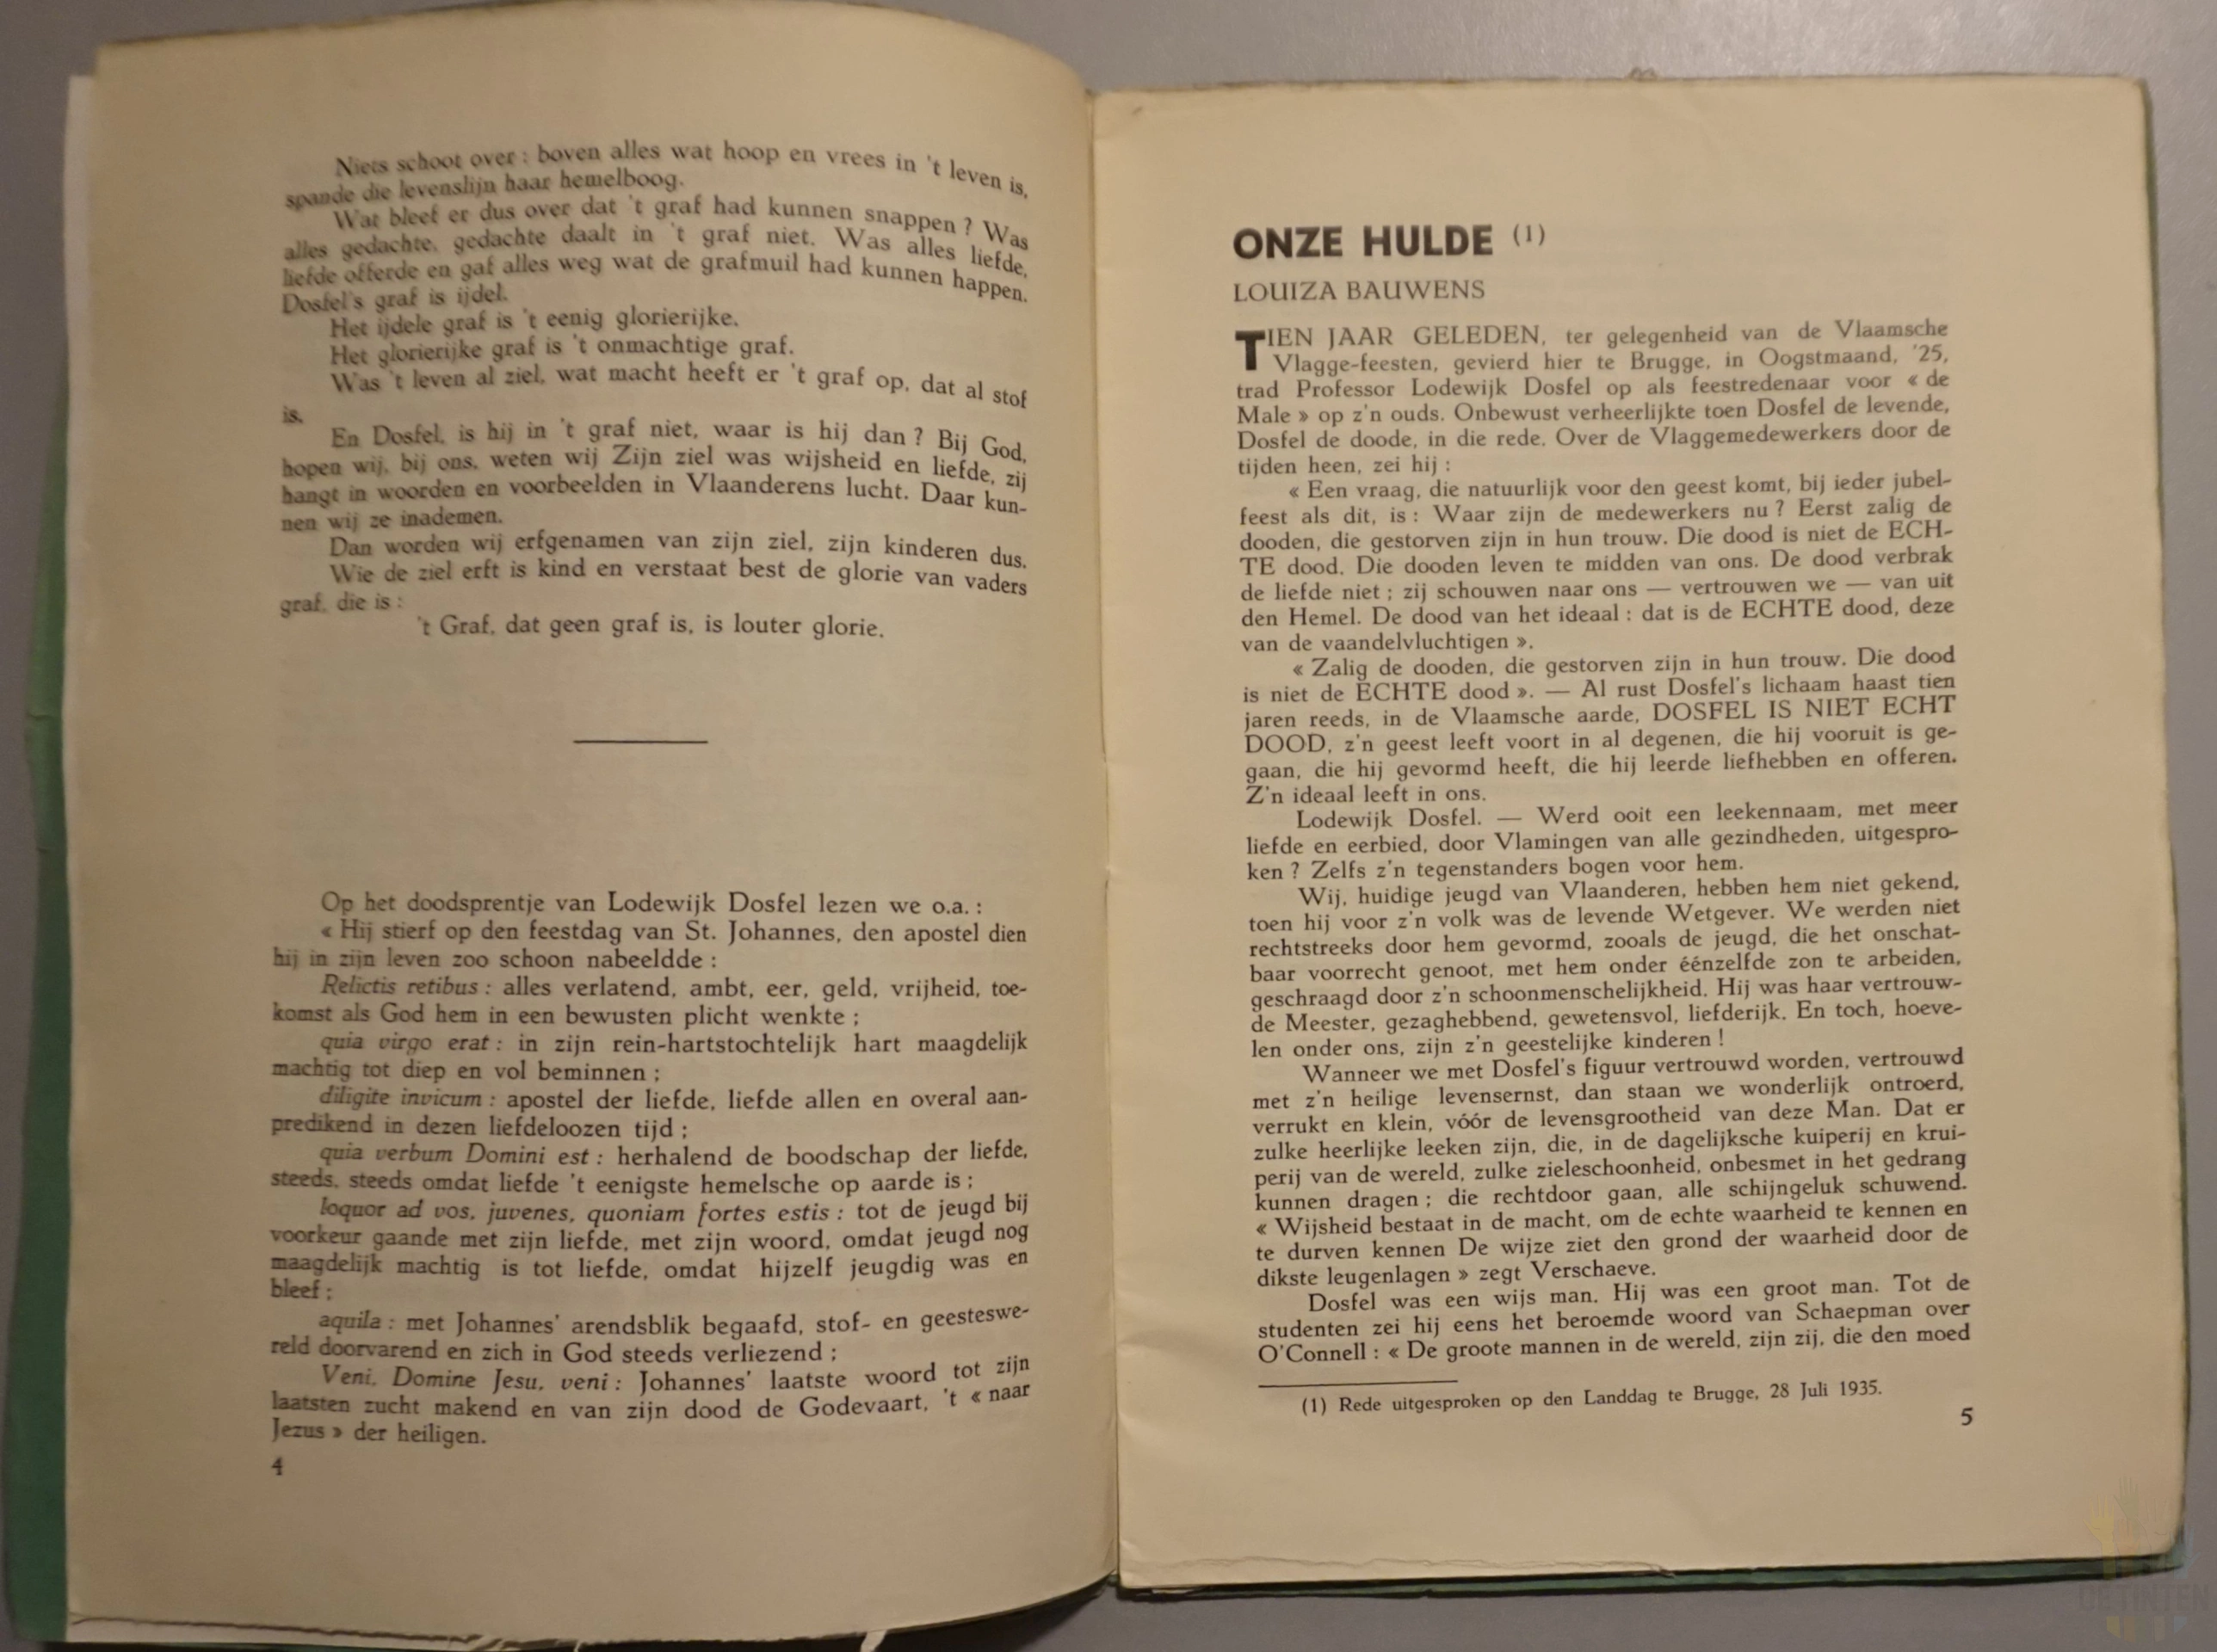 Niets schoot over : boven alles wat hoop en vrees in 't leven is,
spande die levenslijn haar hemelboog.
Wat bleef er dus over dat 't graf had kunnen snappen ? Was
alles gedachte, gedachte daalt in 't graf niet. Was alles liefde,
liefde offerde en gaf alles weg wat de grafmuil had kunnen happen.
Dosfel's graf is ijdel.
Het ijdele graf is 't eenig glorierijke.
Het glorierijke graf is 't onmachtige graf.
Was 't leven al ziel, wat macht heeft er 't graf op, dat al stof
is.
En Dosfel, is hij in 't graf niet, waar is hij dan ? Bij God,
hopen wij, bij ons, weten wij Zijn ziel was wijsheid en liefde, zij
hangt in woorden en voorbeelden in Vlaanderens lucht. Daar kun-
nen wij ze inademen.
Dan worden wij erfgenamen van zijn ziel, zijn kinderen dus.
Wie de ziel erft is kind en verstaat best de glorie van vaders
graf, die is :
't Graf, dat geen graf is, is louter glorie.
Op het doodsprentje van Lodewijk Dosfel lezen we o.a. :
« Hij stierf op den feestdag van St. Johannes, den apostel dien
hij in zijn leven zoo schoon nabeeldde :
Relictis retibus : alles verlatend, ambt, eer, geld, vrijheid, toe-
komst als God hem in een bewusten plicht wenkte ;
quia virgo erat : in zijn rein-hartstochtelijk hart maagdelijk
machtig tot diep en vol beminnen ;
diligite invicum : apostel der liefde, liefde allen en overal aan-
predikend in dezen liefdeloozen tijd ;
quia verbum Domini est : herhalend de boodschap der liefde,
steeds, steeds omdat liefde 't eenigste hemelsche op aarde is ;
loquor ad vos, juvenes, quoniam fortes estis : tot de jeugd bij
voorkeur gaande met zijn liefde, met zijn woord, omdat jeugd nog
maagdelijk machtig is tot liefde, omdat hijzelf jeugdig was en
bleef ;
aquila : met Johannes' arendsblik begaafd, stof- en geesteswe-
reld doorvarend en zich in God steeds verliezend ;
Veni, Domine Jesu, veni : Johannes' laatste woord tot zijn
laatsten zucht makend en van zijn dood de Godevaart, 't « naar
Jezus » der heiligen.
4
ONZE HULDE (1)
LOUIZA BAUWENS
TIEN JAAR GELEDEN, ter gelegenheid van de Vlaamsche
Vlagge-feesten, gevierd hier te Brugge, in Oogstmaand, '25,
trad Professor Lodewijk Dosfel op als feestredenaar voor « de
Male » op z'n ouds. Onbewust verheerlijkte toen Dosfel de levende,
Dosfel de doode, in die rede. Over de Vlaggemedewerkers door de
tijden heen, zei hij :
« Een vraag, die natuurlijk voor den geest komt, bij ieder jubel-
feest als dit, is : Waar zijn de medewerkers nu ? Eerst zalig de
dooden, die gestorven zijn in hun trouw. Die dood is niet de ECH-
TE dood. Die dooden leven te midden van ons. De dood verbrak
de liefde niet ; zij schouwen naar ons — vertrouwen we — van uit
den Hemel. De dood van het ideaal : dat is de ECHTE dood, deze
van de vaandelvluchtigen ».
« Zalig de dooden, die gestorven zijn in hun trouw. Die dood
is niet de ECHTE dood ». — Al rust Dosfel's lichaam haast tien
jaren reeds, in de Vlaamsche aarde, DOSFEL IS NIET ECHT
DOOD, z'n geest leeft voort in al degenen, die hij vooruit is ge-
gaan, die hij gevormd heeft, die hij leerde liefhebben en offeren.
Z'n ideaal leeft in ons.
Lodewijk Dosfel. — Werd ooit een leekennaam, met meer
liefde en eerbied, door Vlamingen van alle gezindheden, uitgespro-
ken ? Zelfs z'n tegenstanders bogen voor hem.
Wij, huidige jeugd van Vlaanderen, hebben hem niet gekend,
toen hij voor z'n volk was de levende Wetgever. We werden niet
rechtstreeks door hem gevormd, zooals de jeugd, die het onschat-
baar voorrecht genoot, met hem onder éénzelfde zon te arbeiden,
geschraagd door z'n schoonmenschelijkheid. Hij was haar vertrouw-
de Meester, gezaghebbend, gewetensvol, liefderijk. En toch, hoeve-
len onder ons, zijn z'n geestelijke kinderen !
Wanneer we met Dosfel's figuur vertrouwd worden, vertrouwd
met z'n heilige levensernst, dan staan we wonderlijk ontroerd,
verrukt en klein, vóór de levensgrootheid van deze Man. Dat er
zulke heerlijke leeken zijn, die, in de dagelijksche kuiperij en krui-
perij van de wereld, zulke zieleschoonheid, onbesmet in het gedrang
kunnen dragen ; die rechtdoor gaan, alle schijngeluk schuwend.
« Wijsheid bestaat in de macht, om de echte waarheid te kennen en
te durven kennen De wijze ziet den grond der waarheid door de
dikste leugenlagen » zegt Verschaeve.
Dosfel was een wijs man. Hij was een groot man. Tot de
studenten zei hij eens het beroemde woord van Schaepman over
O'Connell : « De groote mannen in de wereld, zijn zij, die den moed
(1) Rede uitgesproken op den Landdag te Brugge, 28 Juli 1935.
5
DETINTEN